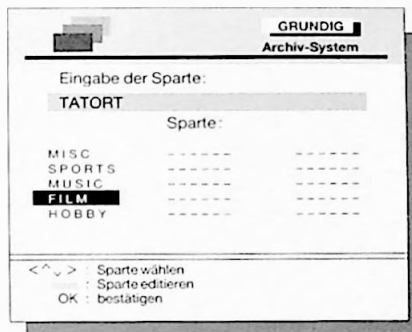 GRUNDIG
Archiv-System
Eingabe der Sparte:
TATORT
Sparte:
MISC ------ ------
SPORTS ------ ------
MUSIC ------ ------
FILM ------ ------
HOBBY ------ ------
<^⌄> : Sparte wählen
: Sparte editieren
OK : bestätigen